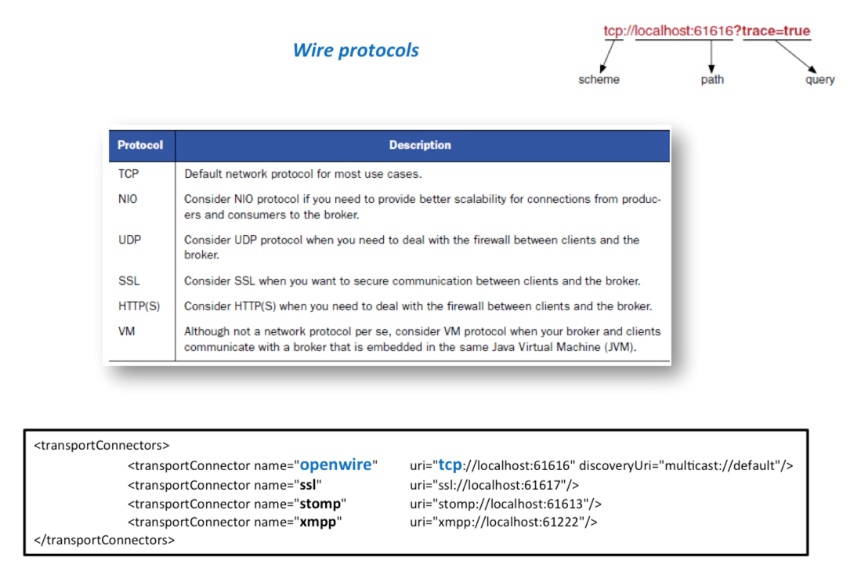 Wire protocols
tcp://localhost:61616?trace=true
scheme path query
Protocol Description
TCP Default network protocol for most use cases.
NIO Consider NIO protocol if you need to provide better scalability for connections from produc-
ers and consumers to the broker.
UDP Consider UDP protocol when you need to deal with the firewall between clients and the
broker.
SSL Consider SSL when you want to secure communication between clients and the broker.
HTTP(S) Consider HTTP(S) when you need to deal with the firewall between clients and the broker.
VM Although not a network protocol per se, consider VM protocol when your broker and clients
communicate with a broker that is embedded in the same Java Virtual Machine (JVM).
<transportConnectors>
<transportConnector name="openwire" uri="tcp://localhost:61616" discoveryUri="multicast://default"/>
<transportConnector name="ssl" uri="ssl://localhost:61617"/>
<transportConnector name="stomp" uri="stomp://localhost:61613"/>
<transportConnector name="xmpp" uri="xmpp://localhost:61222"/>
</transportConnectors>